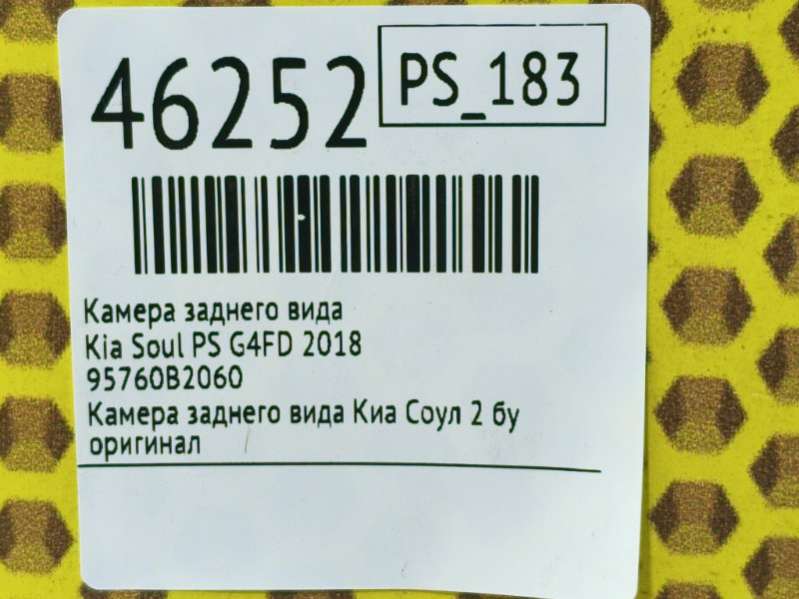 46252
PS_183
Камера заднего вида
Kia Soul PS G4FD 2018
95760B2060
Камера заднего вида Киа Соул 2 бу
оригинал